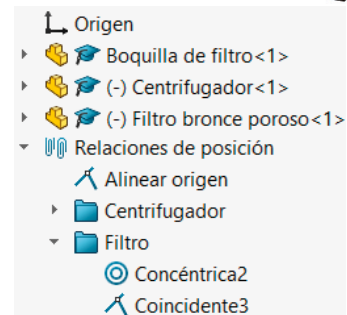 Origen
Boquilla de filtro<1>
(-) Centrifugador<1>
(-) Filtro bronce poroso<1>
Relaciones de posición
Alinear origen
Centrifugador
Filtro
Concéntrica2
Coincidente3